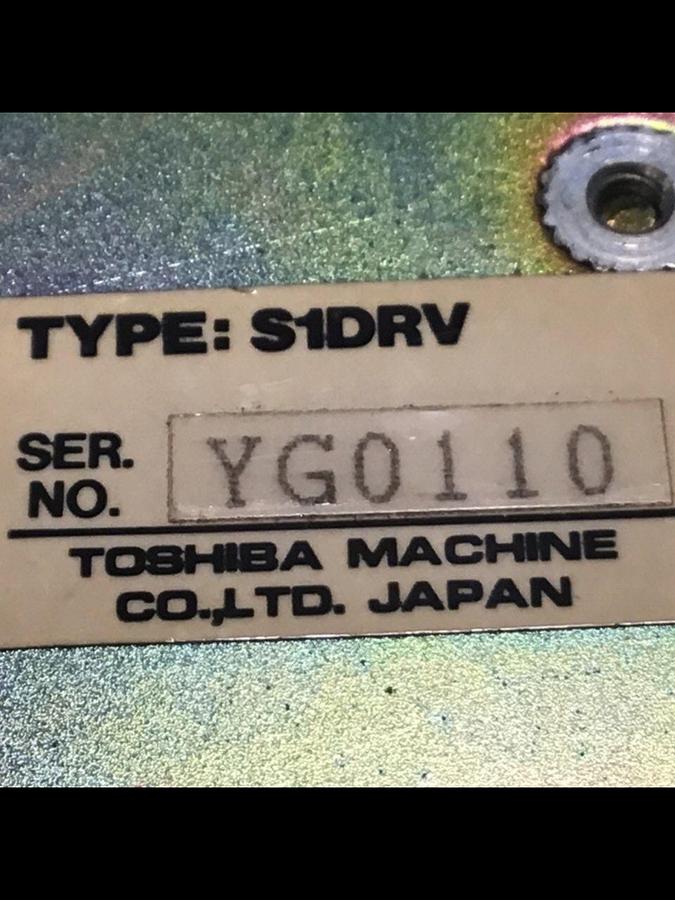 TYPE: S1DRV
SER. NO. YG0110
TOSHIBA MACHINE
CO.,LTD. JAPAN